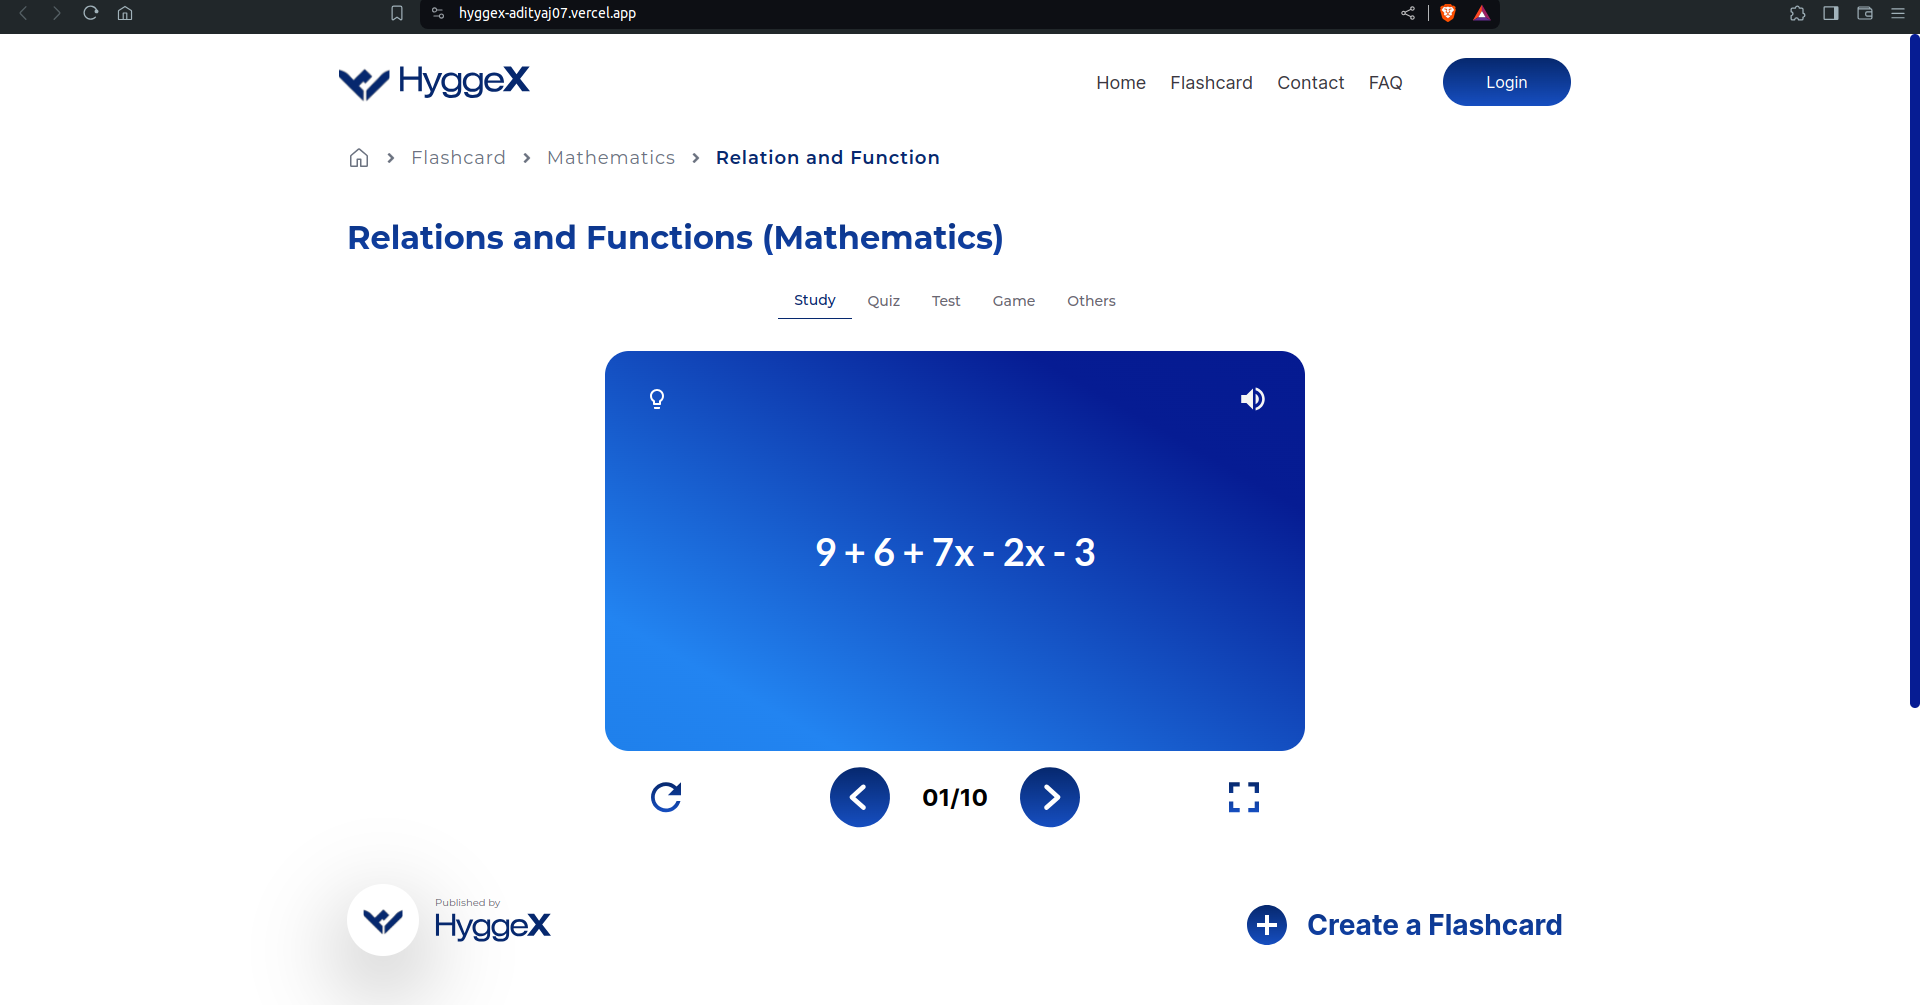 hyggex-adityaj07.vercel.app
HyggeX
Home Flashcard Contact FAQ Login
Flashcard Mathematics Relation and Function
Relations and Functions (Mathematics)
Study Quiz Test Game Others
9 + 6 + 7x - 2x - 3
01/10
Published by
HyggeX
Create a Flashcard